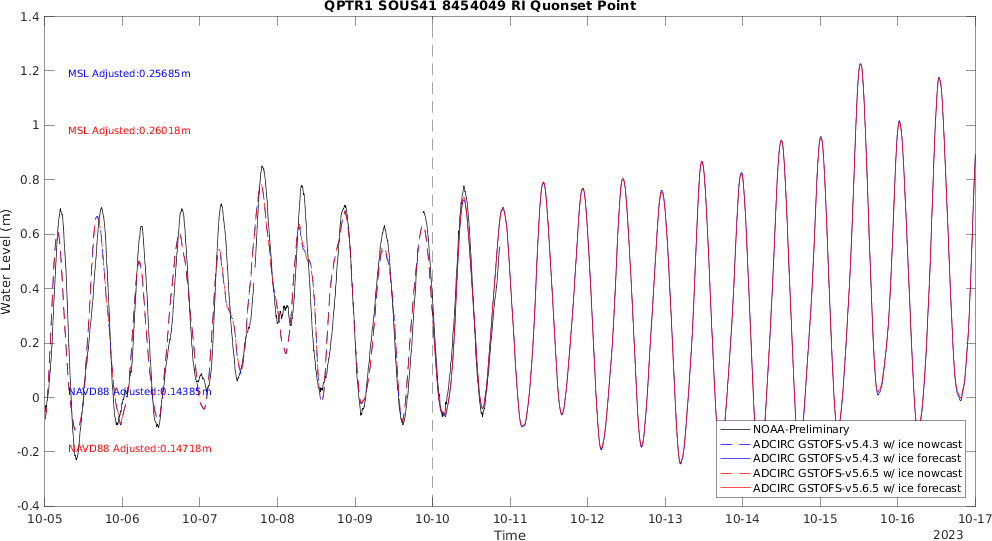 QPTR1 SOUS41 8454049 RI Quonset Point
1.4
1.2
1
0.8
0.6
0.4
0.2
0
-0.2
-0.4
Water Level (m)
MSL Adjusted:0.25685m
MSL Adjusted:0.26018m
NAVD88 Adjusted:0.14385m
NAVD88 Adjusted:0.14718m
NOAA-Preliminary
ADCIRC GSTOFS-v5.4.3 w/ ice nowcast
ADCIRC GSTOFS-v5.4.3 w/ ice forecast
ADCIRC GSTOFS-v5.6.5 w/ ice nowcast
ADCIRC GSTOFS-v5.6.5 w/ ice forecast
10-05 10-06 10-07 10-08 10-09 10-10 10-11 10-12 10-13 10-14 10-15 10-16 10-17
Time
2023